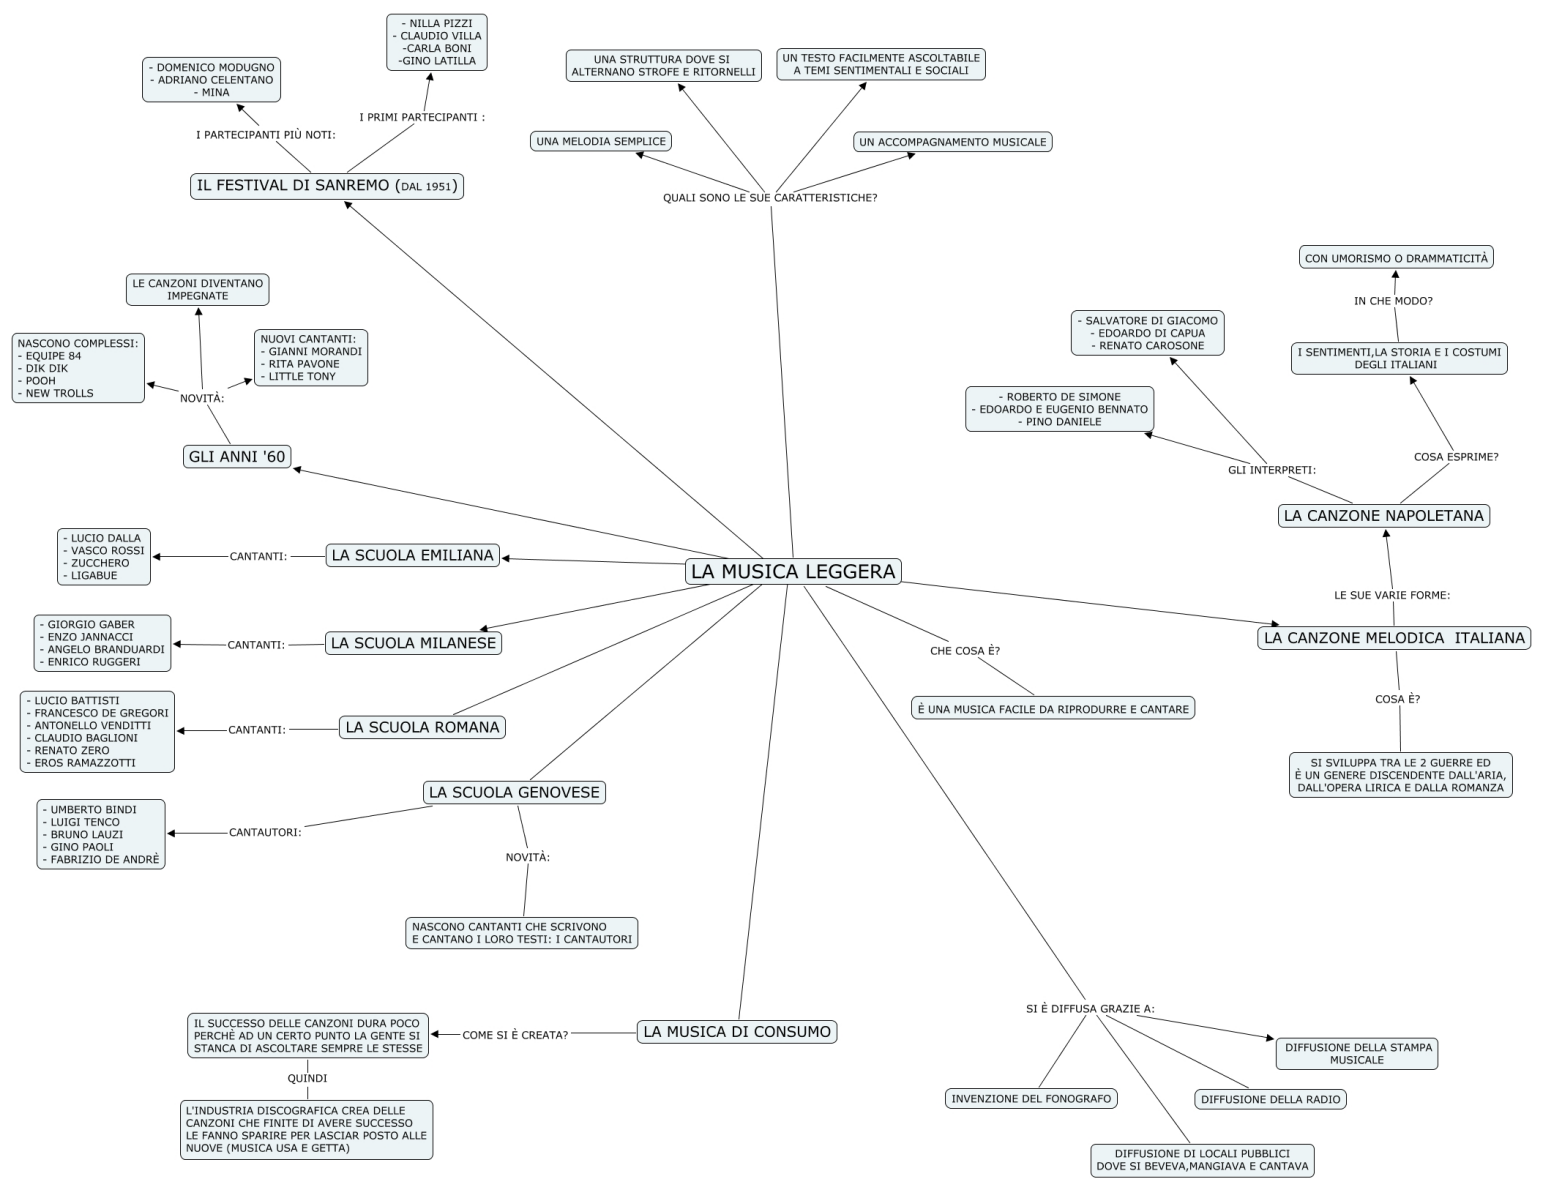 - NILLA PIZZI
- CLAUDIO VILLA
-CARLA BONI
-GINO LATILLA
- DOMENICO MODUGNO
- ADRIANO CELENTANO
- MINA
I PARTECIPANTI PIÙ NOTI:
I PRIMI PARTECIPANTI :
IL FESTIVAL DI SANREMO (DAL 1951)
UNA STRUTTURA DOVE SI
ALTERNANO STROFE E RITORNELLI
UN TESTO FACILMENTE ASCOLTABILE
A TEMI SENTIMENTALI E SOCIALI
UNA MELODIA SEMPLICE
UN ACCOMPAGNAMENTO MUSICALE
QUALI SONO LE SUE CARATTERISTICHE?
LE CANZONI DIVENTANO
IMPEGNATE
NASCONO COMPLESSI:
- EQUIPE 84
- DIK DIK
- POOH
- NEW TROLLS
NUOVI CANTANTI:
- GIANNI MORANDI
- RITA PAVONE
- LITTLE TONY
NOVITÀ:
GLI ANNI '60
CON UMORISMO O DRAMMATICITÀ
IN CHE MODO?
I SENTIMENTI,LA STORIA E I COSTUMI
DEGLI ITALIANI
COSA ESPRIME?
- SALVATORE DI GIACOMO
- EDOARDO DI CAPUA
- RENATO CAROSONE
- ROBERTO DE SIMONE
- EDOARDO E EUGENIO BENNATO
- PINO DANIELE
GLI INTERPRETI:
LA CANZONE NAPOLETANA
LE SUE VARIE FORME:
LA CANZONE MELODICA  ITALIANA
COSA È?
SI SVILUPPA TRA LE 2 GUERRE ED
È UN GENERE DISCENDENTE DALL'ARIA,
DALL'OPERA LIRICA E DALLA ROMANZA
LA MUSICA LEGGERA
CHE COSA È?
È UNA MUSICA FACILE DA RIPRODURRE E CANTARE
- LUCIO DALLA
- VASCO ROSSI
- ZUCCHERO
- LIGABUE
CANTANTI:
LA SCUOLA EMILIANA
- GIORGIO GABER
- ENZO JANNACCI
- ANGELO BRANDUARDI
- ENRICO RUGGERI
CANTANTI:
LA SCUOLA MILANESE
- LUCIO BATTISTI
- FRANCESCO DE GREGORI
- ANTONELLO VENDITTI
- CLAUDIO BAGLIONI
- RENATO ZERO
- EROS RAMAZZOTTI
CANTANTI:
LA SCUOLA ROMANA
LA SCUOLA GENOVESE
- UMBERTO BINDI
- LUIGI TENCO
- BRUNO LAUZI
- GINO PAOLI
- FABRIZIO DE ANDRÈ
CANTAUTORI:
NOVITÀ:
NASCONO CANTANTI CHE SCRIVONO
E CANTANO I LORO TESTI: I CANTAUTORI
LA MUSICA DI CONSUMO
COME SI È CREATA?
IL SUCCESSO DELLE CANZONI DURA POCO
PERCHÈ AD UN CERTO PUNTO LA GENTE SI
STANCA DI ASCOLTARE SEMPRE LE STESSE
QUINDI
L'INDUSTRIA DISCOGRAFICA CREA DELLE
CANZONI CHE FINITE DI AVERE SUCCESSO
LE FANNO SPARIRE PER LASCIAR POSTO ALLE
NUOVE (MUSICA USA E GETTA)
SI È DIFFUSA GRAZIE A:
DIFFUSIONE DELLA STAMPA
MUSICALE
INVENZIONE DEL FONOGRAFO
DIFFUSIONE DELLA RADIO
DIFFUSIONE DI LOCALI PUBBLICI
DOVE SI BEVEVA,MANGIAVA E CANTAVA